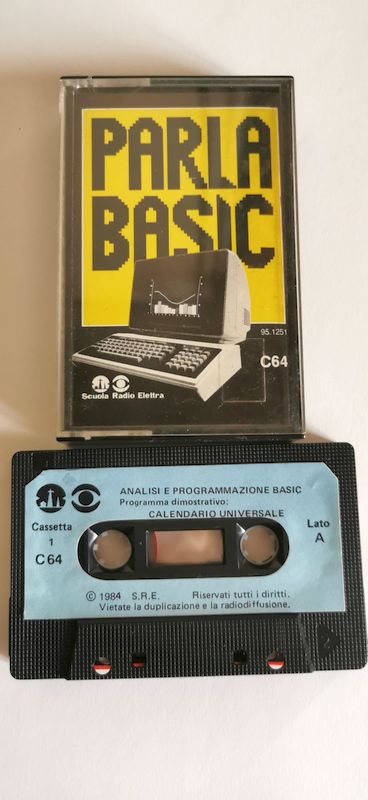 PARLA
BASIC
95.1251
C64
Scuola Radio Elettra
ANALISI E PROGRAMMAZIONE BASIC
Programma dimostrativo:
CALENDARIO UNIVERSALE
Cassetta
1
C 64
Lato
A
© 1984 S.R.E. Riservati tutti i diritti.
Vietate la duplicazione e la radiodiffusione.